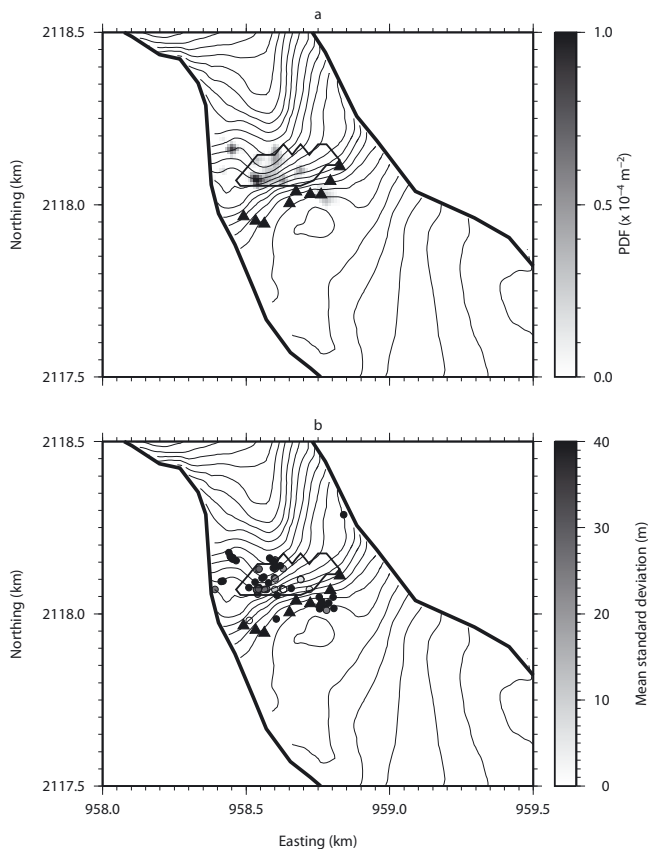 a
2118.5
2118.0
2117.5
Northing (km)
1.0
0.5
0.0
PDF (x 10⁻⁴ m⁻²)
b
2118.5
2118.0
2117.5
Northing (km)
958.0 958.5 959.0 959.5
Easting (km)
40
30
20
10
0
Mean standard deviation (m)